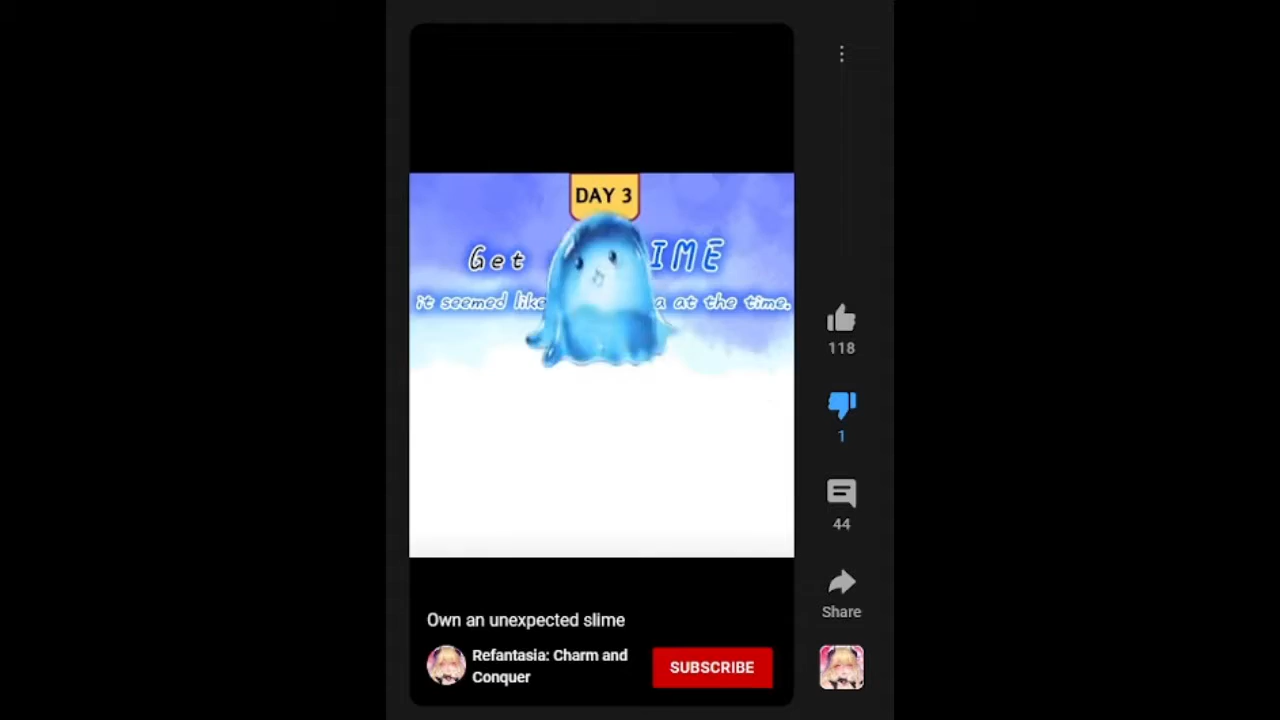 DAY 3
Get IME
it seemed like a at the time.
118
1
44
Share
Own an unexpected slime
Refantasia: Charm and
Conquer
SUBSCRIBE